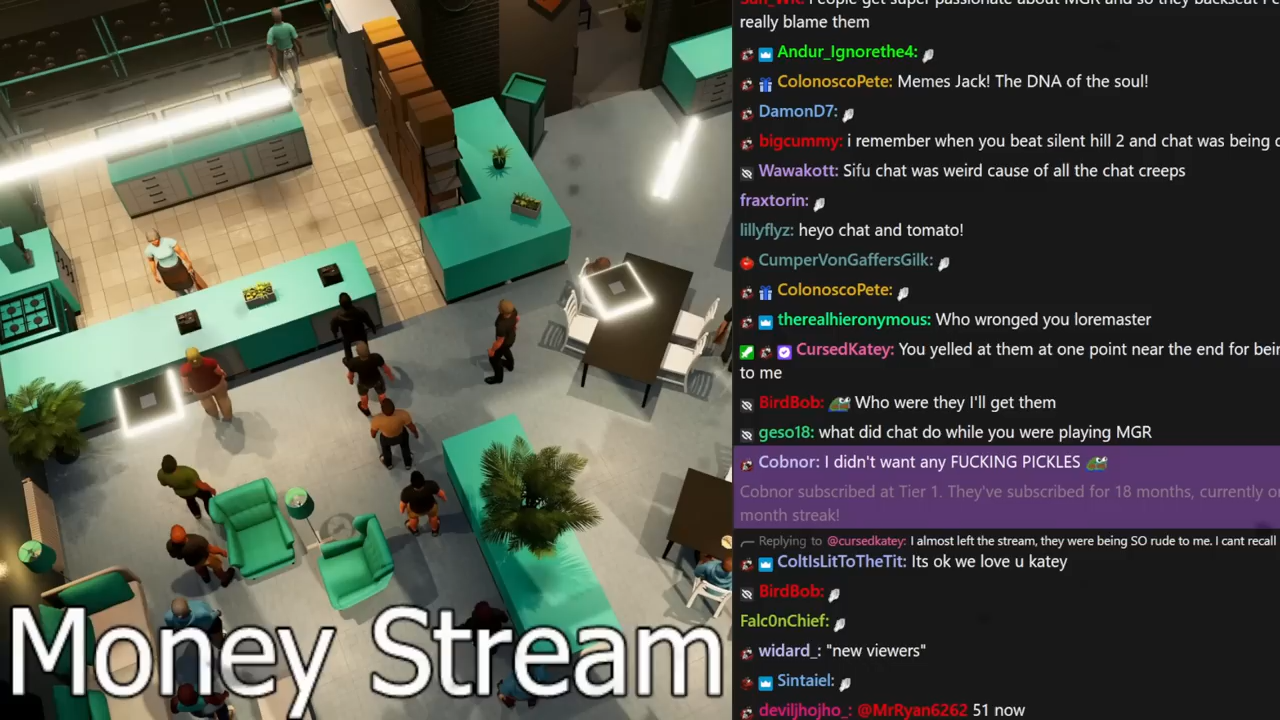 really blame them
Andur_Ignorethe4:
ColonoscoPete: Memes Jack! The DNA of the soul!
DamonD7:
bigcummy: i remember when you beat silent hill 2 and chat was being
Wawakott: Sifu chat was weird cause of all the chat creeps
fraxtorin:
lillyflyz: heyo chat and tomato!
CumperVonGaffersGilk:
ColonoscoPete:
therealhieronymous: Who wronged you loremaster
CursedKatey: You yelled at them at one point near the end for bein
to me
BirdBob: Who were they I'll get them
geso18: what did chat do while you were playing MGR
Cobnor: I didn't want any FUCKING PICKLES
Cobnor subscribed at Tier 1. They've subscribed for 18 months, currently
month streak!
Replying to @cursedkatey: I almost left the stream, they were being SO rude to me. I cant recall
ColtIsLitToTheTit: Its ok we love u katey
BirdBob:
Falc0nChief:
widard_: "new viewers"
Sintaiel:
deviljhojho_: @MrRyan6262 51 now
Money Stream